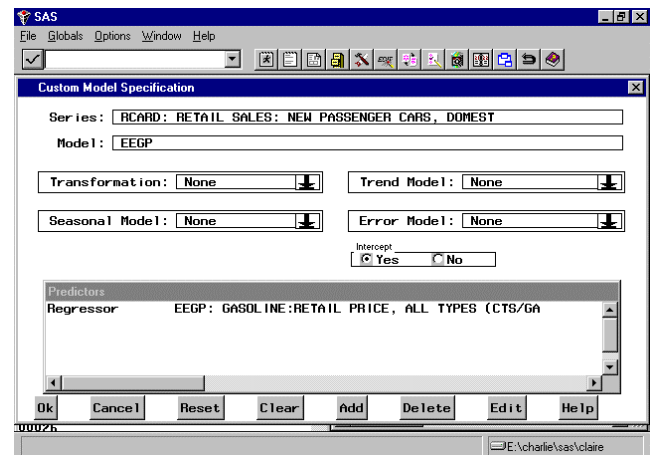 SAS
File Globals Options Window Help
Custom Model Specification
Series: RCARD: RETAIL SALES: NEW PASSENGER CARS, DOMEST
Model: EEGP
Transformation: None Trend Model: None
Seasonal Model: None Error Model: None
Intercept
Yes No
Predictors
Regressor EEGP: GASOLINE:RETAIL PRICE, ALL TYPES (CTS/GA
Ok Cancel Reset Clear Add Delete Edit Help
E:\charlie\sas\claire